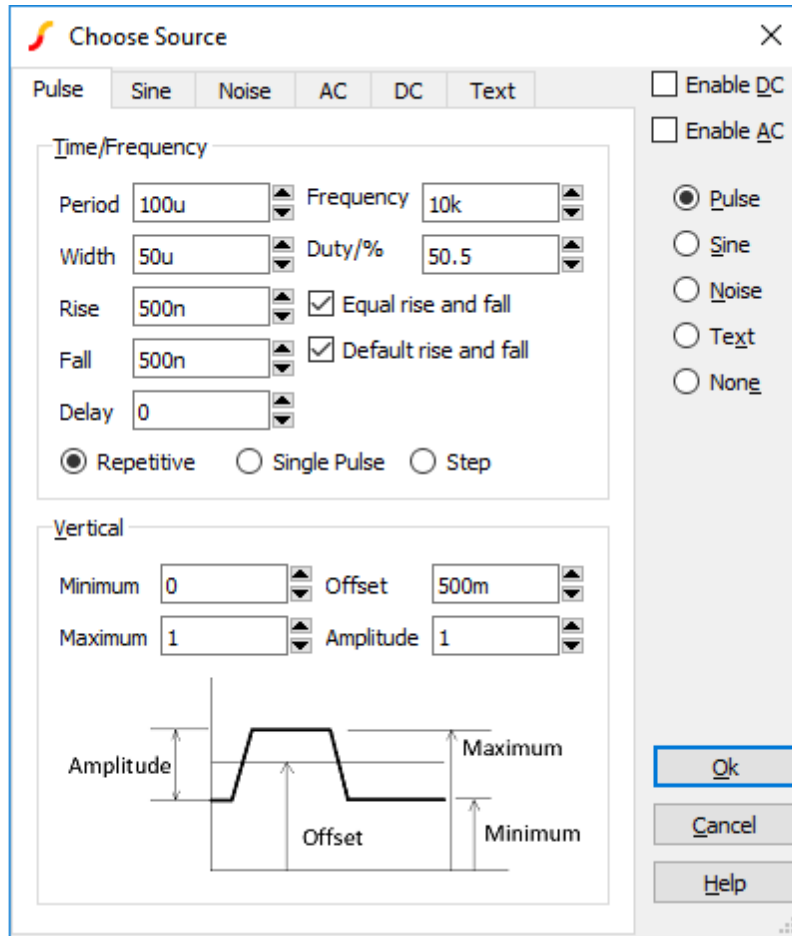 Choose Source
Pulse Sine Noise AC DC Text
Enable DC
Enable AC
Time/Frequency
Period 100u Frequency 10k
Width 50u Duty/% 50.5
Rise 500n Equal rise and fall
Fall 500n Default rise and fall
Delay 0
Repetitive Single Pulse Step
Pulse
Sine
Noise
Text
None
Vertical
Minimum 0 Offset 500m
Maximum 1 Amplitude 1
Amplitude
Maximum
Offset
Minimum
Ok
Cancel
Help